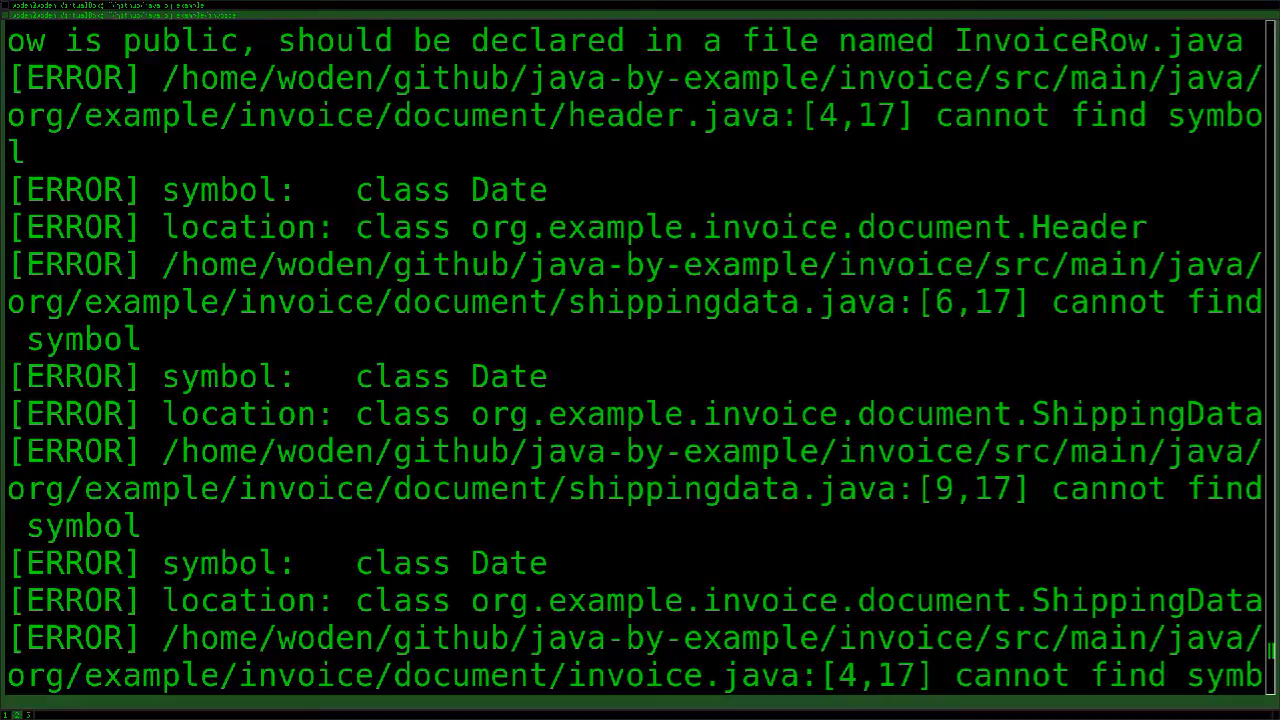 ow is public, should be declared in a file named InvoiceRow.java
[ERROR] /home/woden/github/java-by-example/invoice/src/main/java/
org/example/invoice/document/header.java:[4,17] cannot find symbo
l
[ERROR] symbol:   class Date
[ERROR] location: class org.example.invoice.document.Header
[ERROR] /home/woden/github/java-by-example/invoice/src/main/java/
org/example/invoice/document/shippingdata.java:[6,17] cannot find
 symbol
[ERROR] symbol:   class Date
[ERROR] location: class org.example.invoice.document.ShippingData
[ERROR] /home/woden/github/java-by-example/invoice/src/main/java/
org/example/invoice/document/shippingdata.java:[9,17] cannot find
 symbol
[ERROR] symbol:   class Date
[ERROR] location: class org.example.invoice.document.ShippingData
[ERROR] /home/woden/github/java-by-example/invoice/src/main/java/
org/example/invoice/document/invoice.java:[4,17] cannot find symb
1 2 3